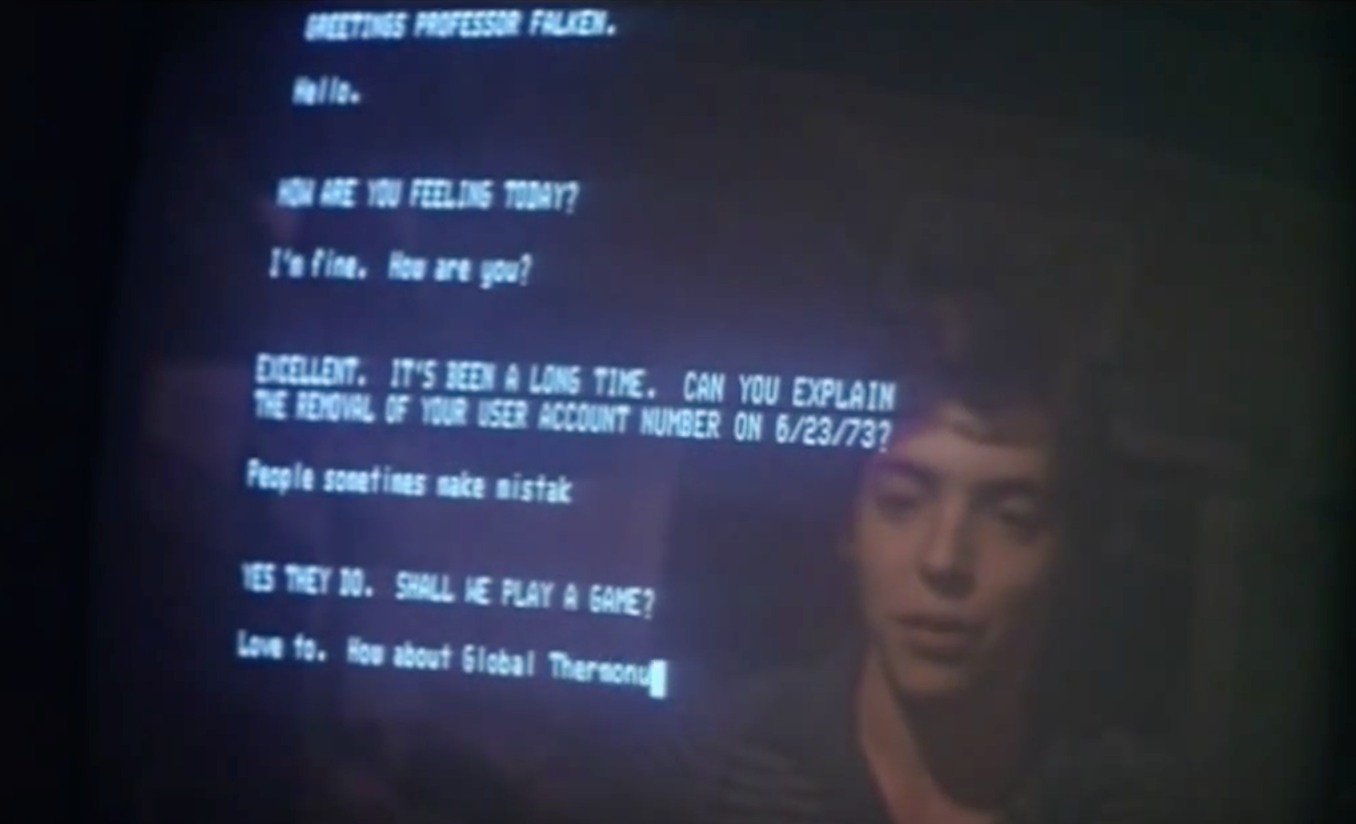 GREETINGS PROFESSOR FALKEN.
Hello.
HOW ARE YOU FEELING TODAY?
I'm fine. How are you?
EXCELLENT. IT'S BEEN A LONG TIME. CAN YOU EXPLAIN
THE REMOVAL OF YOUR USER ACCOUNT NUMBER ON 6/23/73?
People sometimes make mistak
YES THEY DO. SHALL WE PLAY A GAME?
Love to. How about Global Thermonu